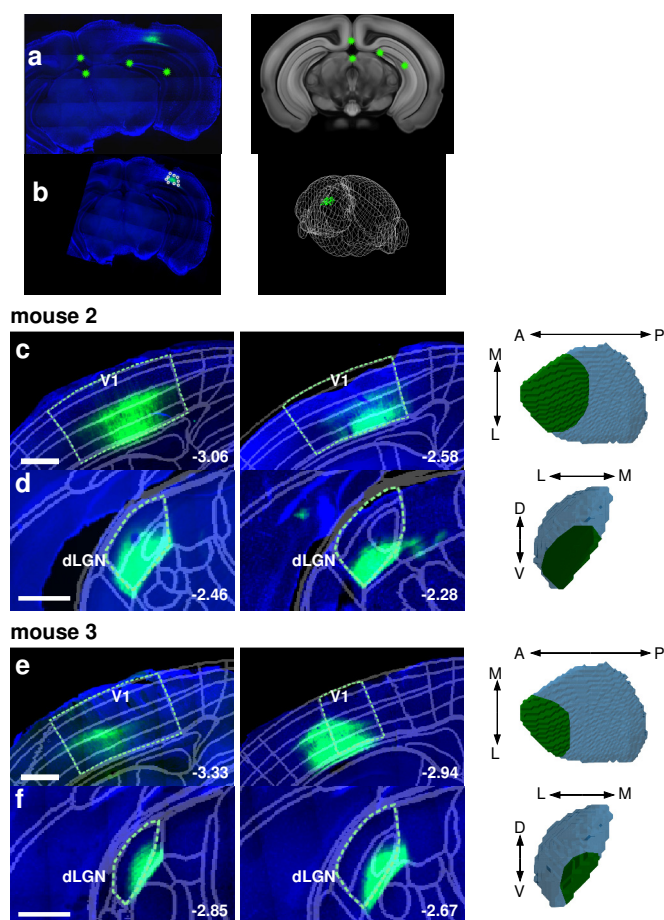 a
b
mouse 2
c
V1
-3.06
V1
-2.58
A
P
M
L
d
dLGN
-2.46
dLGN
-2.28
L
M
D
V
mouse 3
e
V1
-3.33
V1
-2.94
A
P
M
L
f
dLGN
-2.85
dLGN
-2.67
L
M
D
V